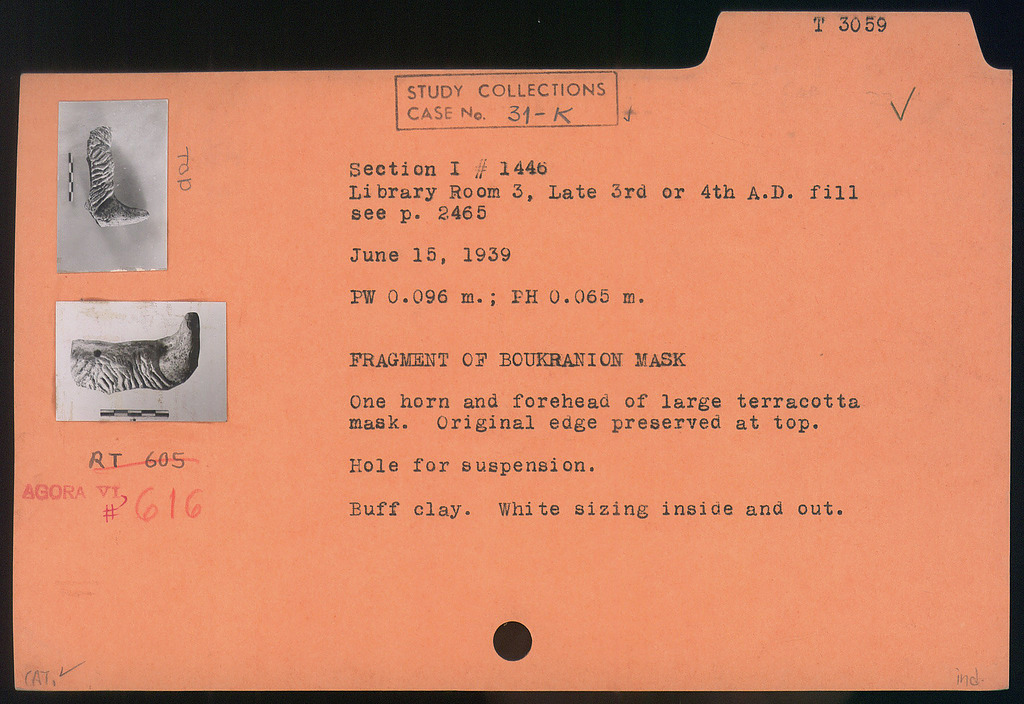 T 3059
STUDY COLLECTIONS
CASE No. 31-K
Top
Section I # 1446
Library Room 3, Late 3rd or 4th A.D. fill
see p. 2465
June 15, 1939
PW 0.096 m.; PH 0.065 m.
FRAGMENT OF BOUKRANION MASK
One horn and forehead of large terracotta
mask. Original edge preserved at top.
Hole for suspension.
Buff clay. White sizing inside and out.
RT 605
AGORA VI,
# 616
CAT. ✓
ind.